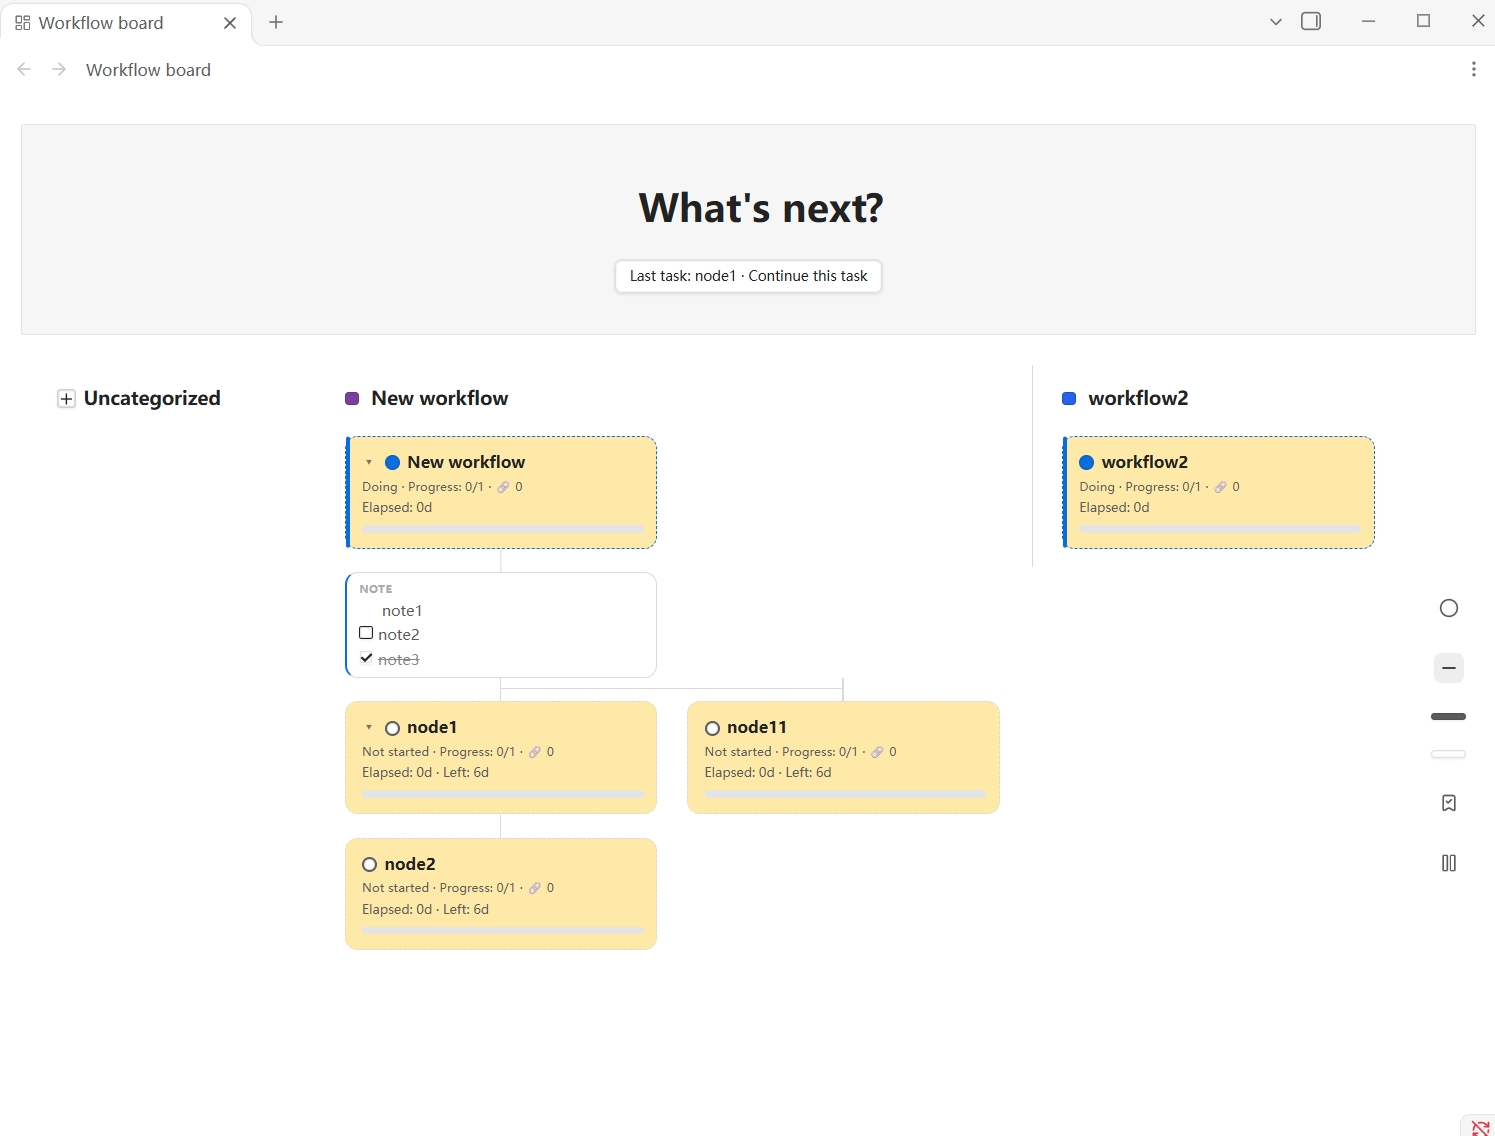 Workflow board
Workflow board
What's next?
Last task: node1 · Continue this task
Uncategorized
New workflow
New workflow
Doing · Progress: 0/1 · 🔗 0
Elapsed: 0d
NOTE
note1
note2
note3
node1
Not started · Progress: 0/1 · 🔗 0
Elapsed: 0d · Left: 6d
node11
Not started · Progress: 0/1 · 🔗 0
Elapsed: 0d · Left: 6d
node2
Not started · Progress: 0/1 · 🔗 0
Elapsed: 0d · Left: 6d
workflow2
workflow2
Doing · Progress: 0/1 · 🔗 0
Elapsed: 0d